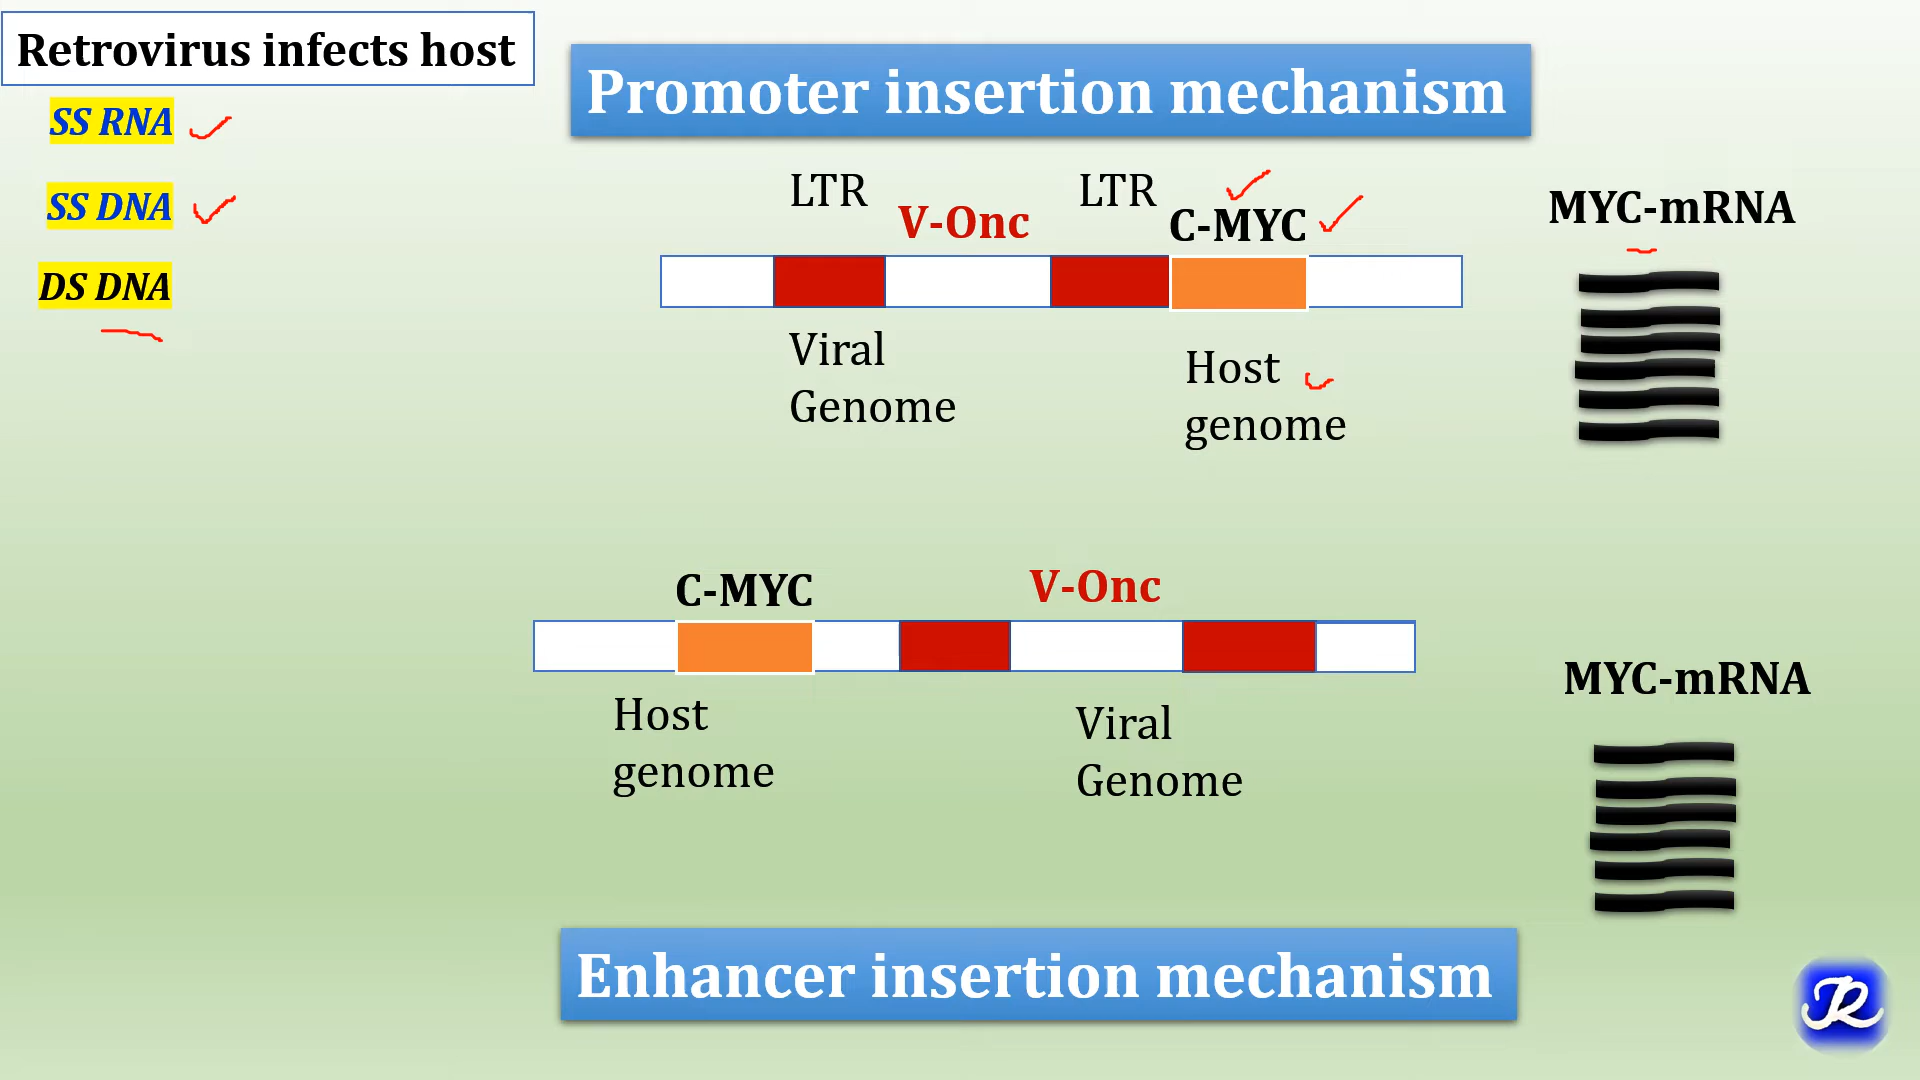 Retrovirus infects host
SS RNA
SS DNA
DS DNA
Promoter insertion mechanism
LTR
V-Onc
LTR
C-MYC
Viral
Genome
Host
genome
MYC-mRNA
C-MYC
V-Onc
Host
genome
Viral
Genome
MYC-mRNA
Enhancer insertion mechanism
JR